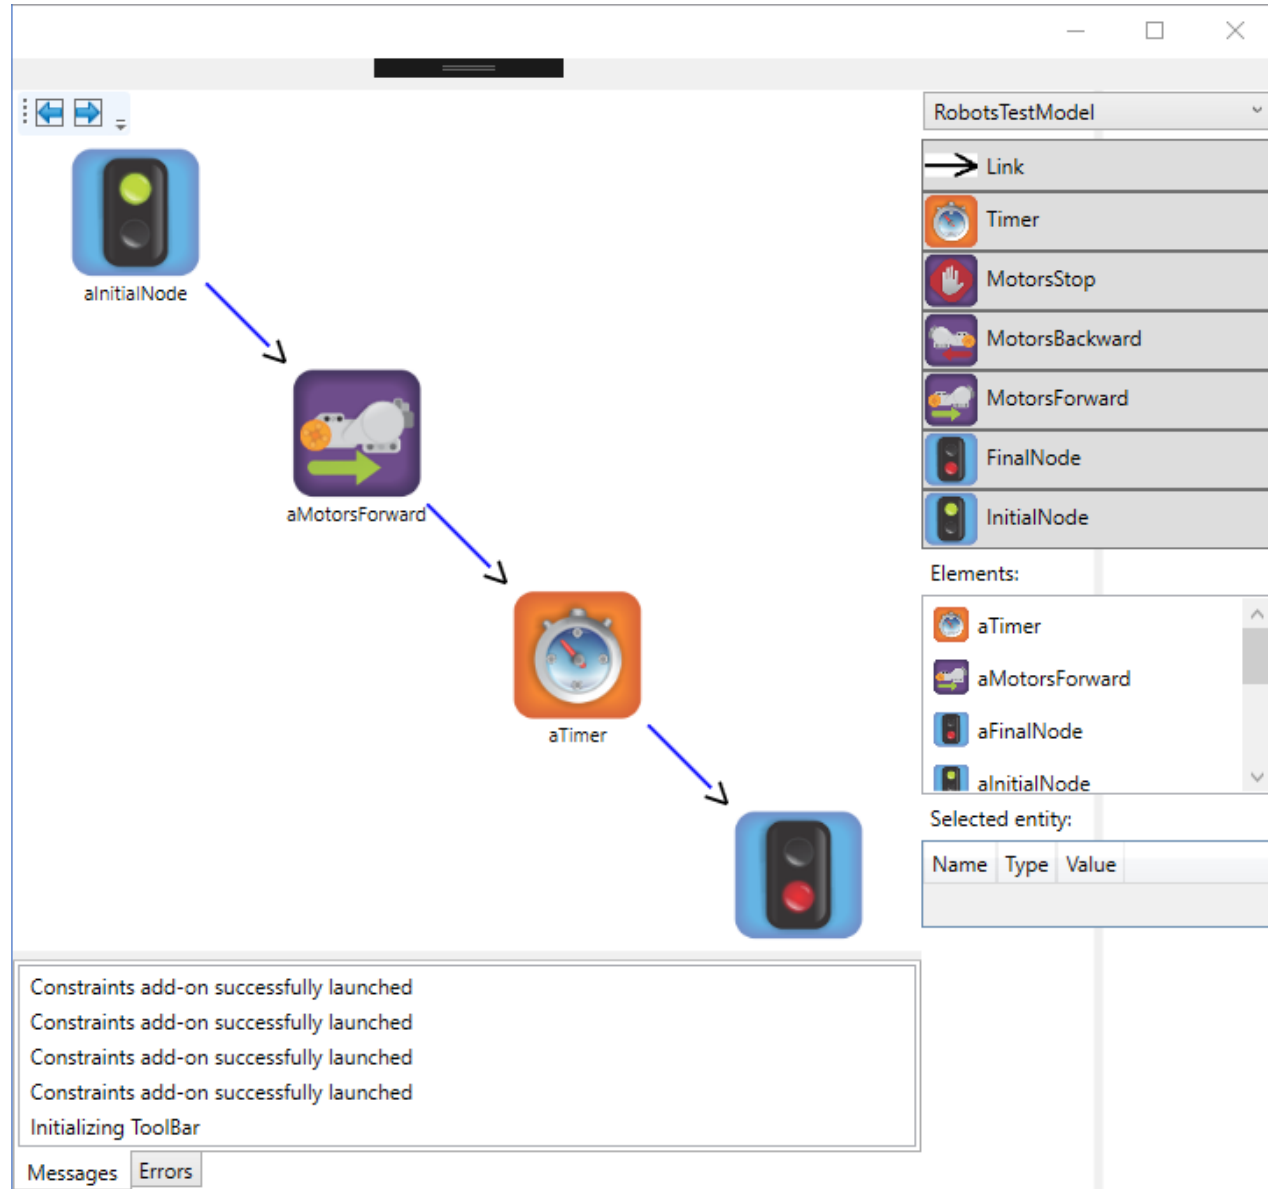 RobotsTestModel
Link
Timer
MotorsStop
MotorsBackward
MotorsForward
FinalNode
InitialNode
Elements:
aTimer
aMotorsForward
aFinalNode
aInitialNode
Selected entity:
Name Type Value
aInitialNode
aMotorsForward
aTimer
Constraints add-on successfully launched
Constraints add-on successfully launched
Constraints add-on successfully launched
Constraints add-on successfully launched
Initializing ToolBar
Messages Errors